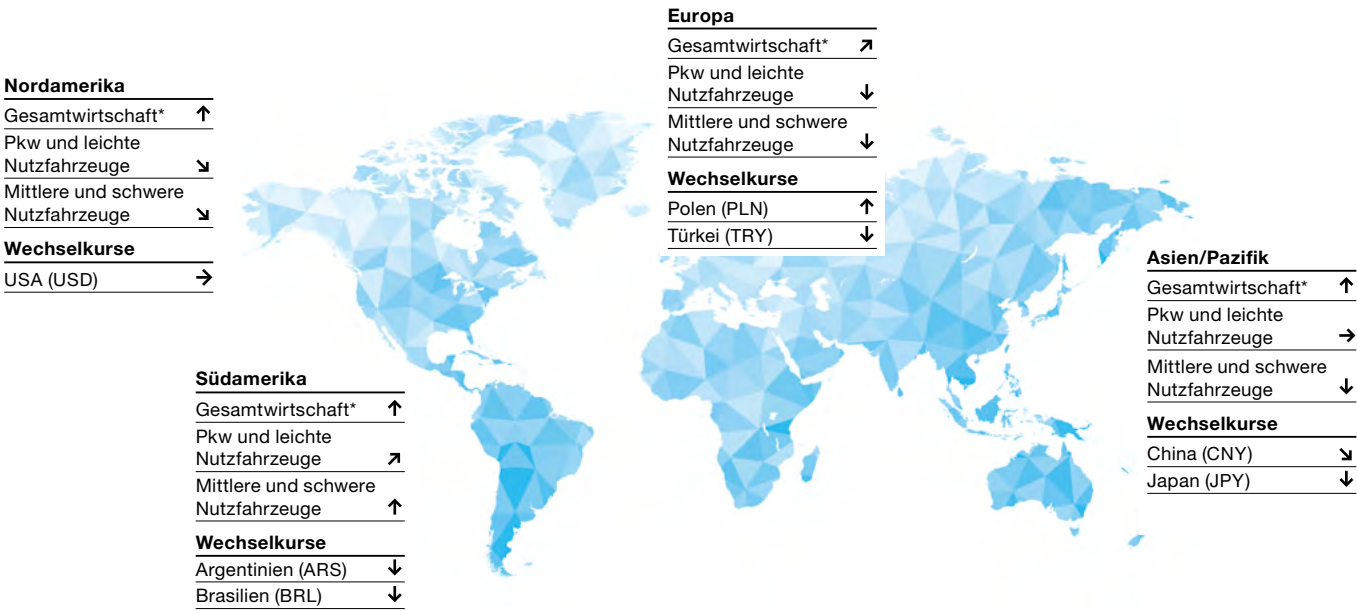 Nordamerika
Gesamtwirtschaft* ↑
Pkw und leichte
Nutzfahrzeuge ↘
Mittlere und schwere
Nutzfahrzeuge ↘
Wechselkurse
USA (USD) →
Südamerika
Gesamtwirtschaft* ↑
Pkw und leichte
Nutzfahrzeuge ↗
Mittlere und schwere
Nutzfahrzeuge ↑
Wechselkurse
Argentinien (ARS) ↓
Brasilien (BRL) ↓
Europa
Gesamtwirtschaft* ↗
Pkw und leichte
Nutzfahrzeuge ↓
Mittlere und schwere
Nutzfahrzeuge ↓
Wechselkurse
Polen (PLN) ↑
Türkei (TRY) ↓
Asien/Pazifik
Gesamtwirtschaft* ↑
Pkw und leichte
Nutzfahrzeuge →
Mittlere und schwere
Nutzfahrzeuge ↓
Wechselkurse
China (CNY) ↘
Japan (JPY) ↓